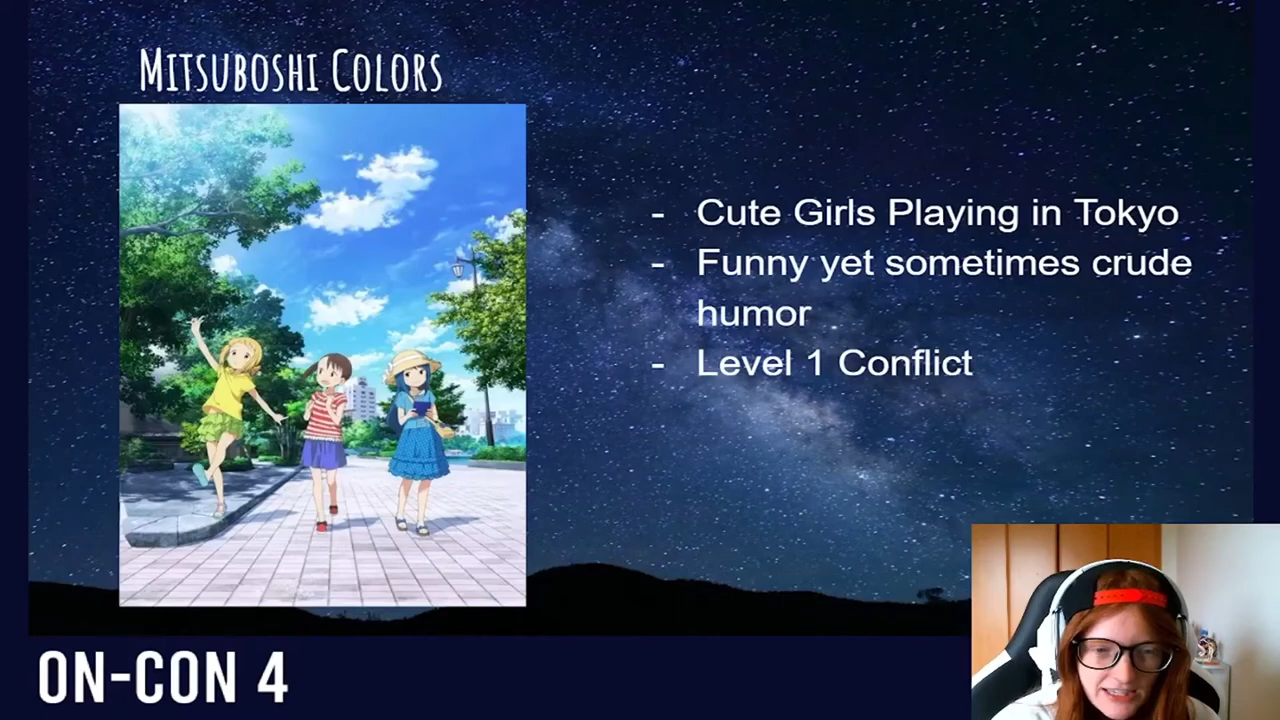 MITSUBOSHI COLORS
- Cute Girls Playing in Tokyo
- Funny yet sometimes crude
humor
- Level 1 Conflict
ON-CON 4